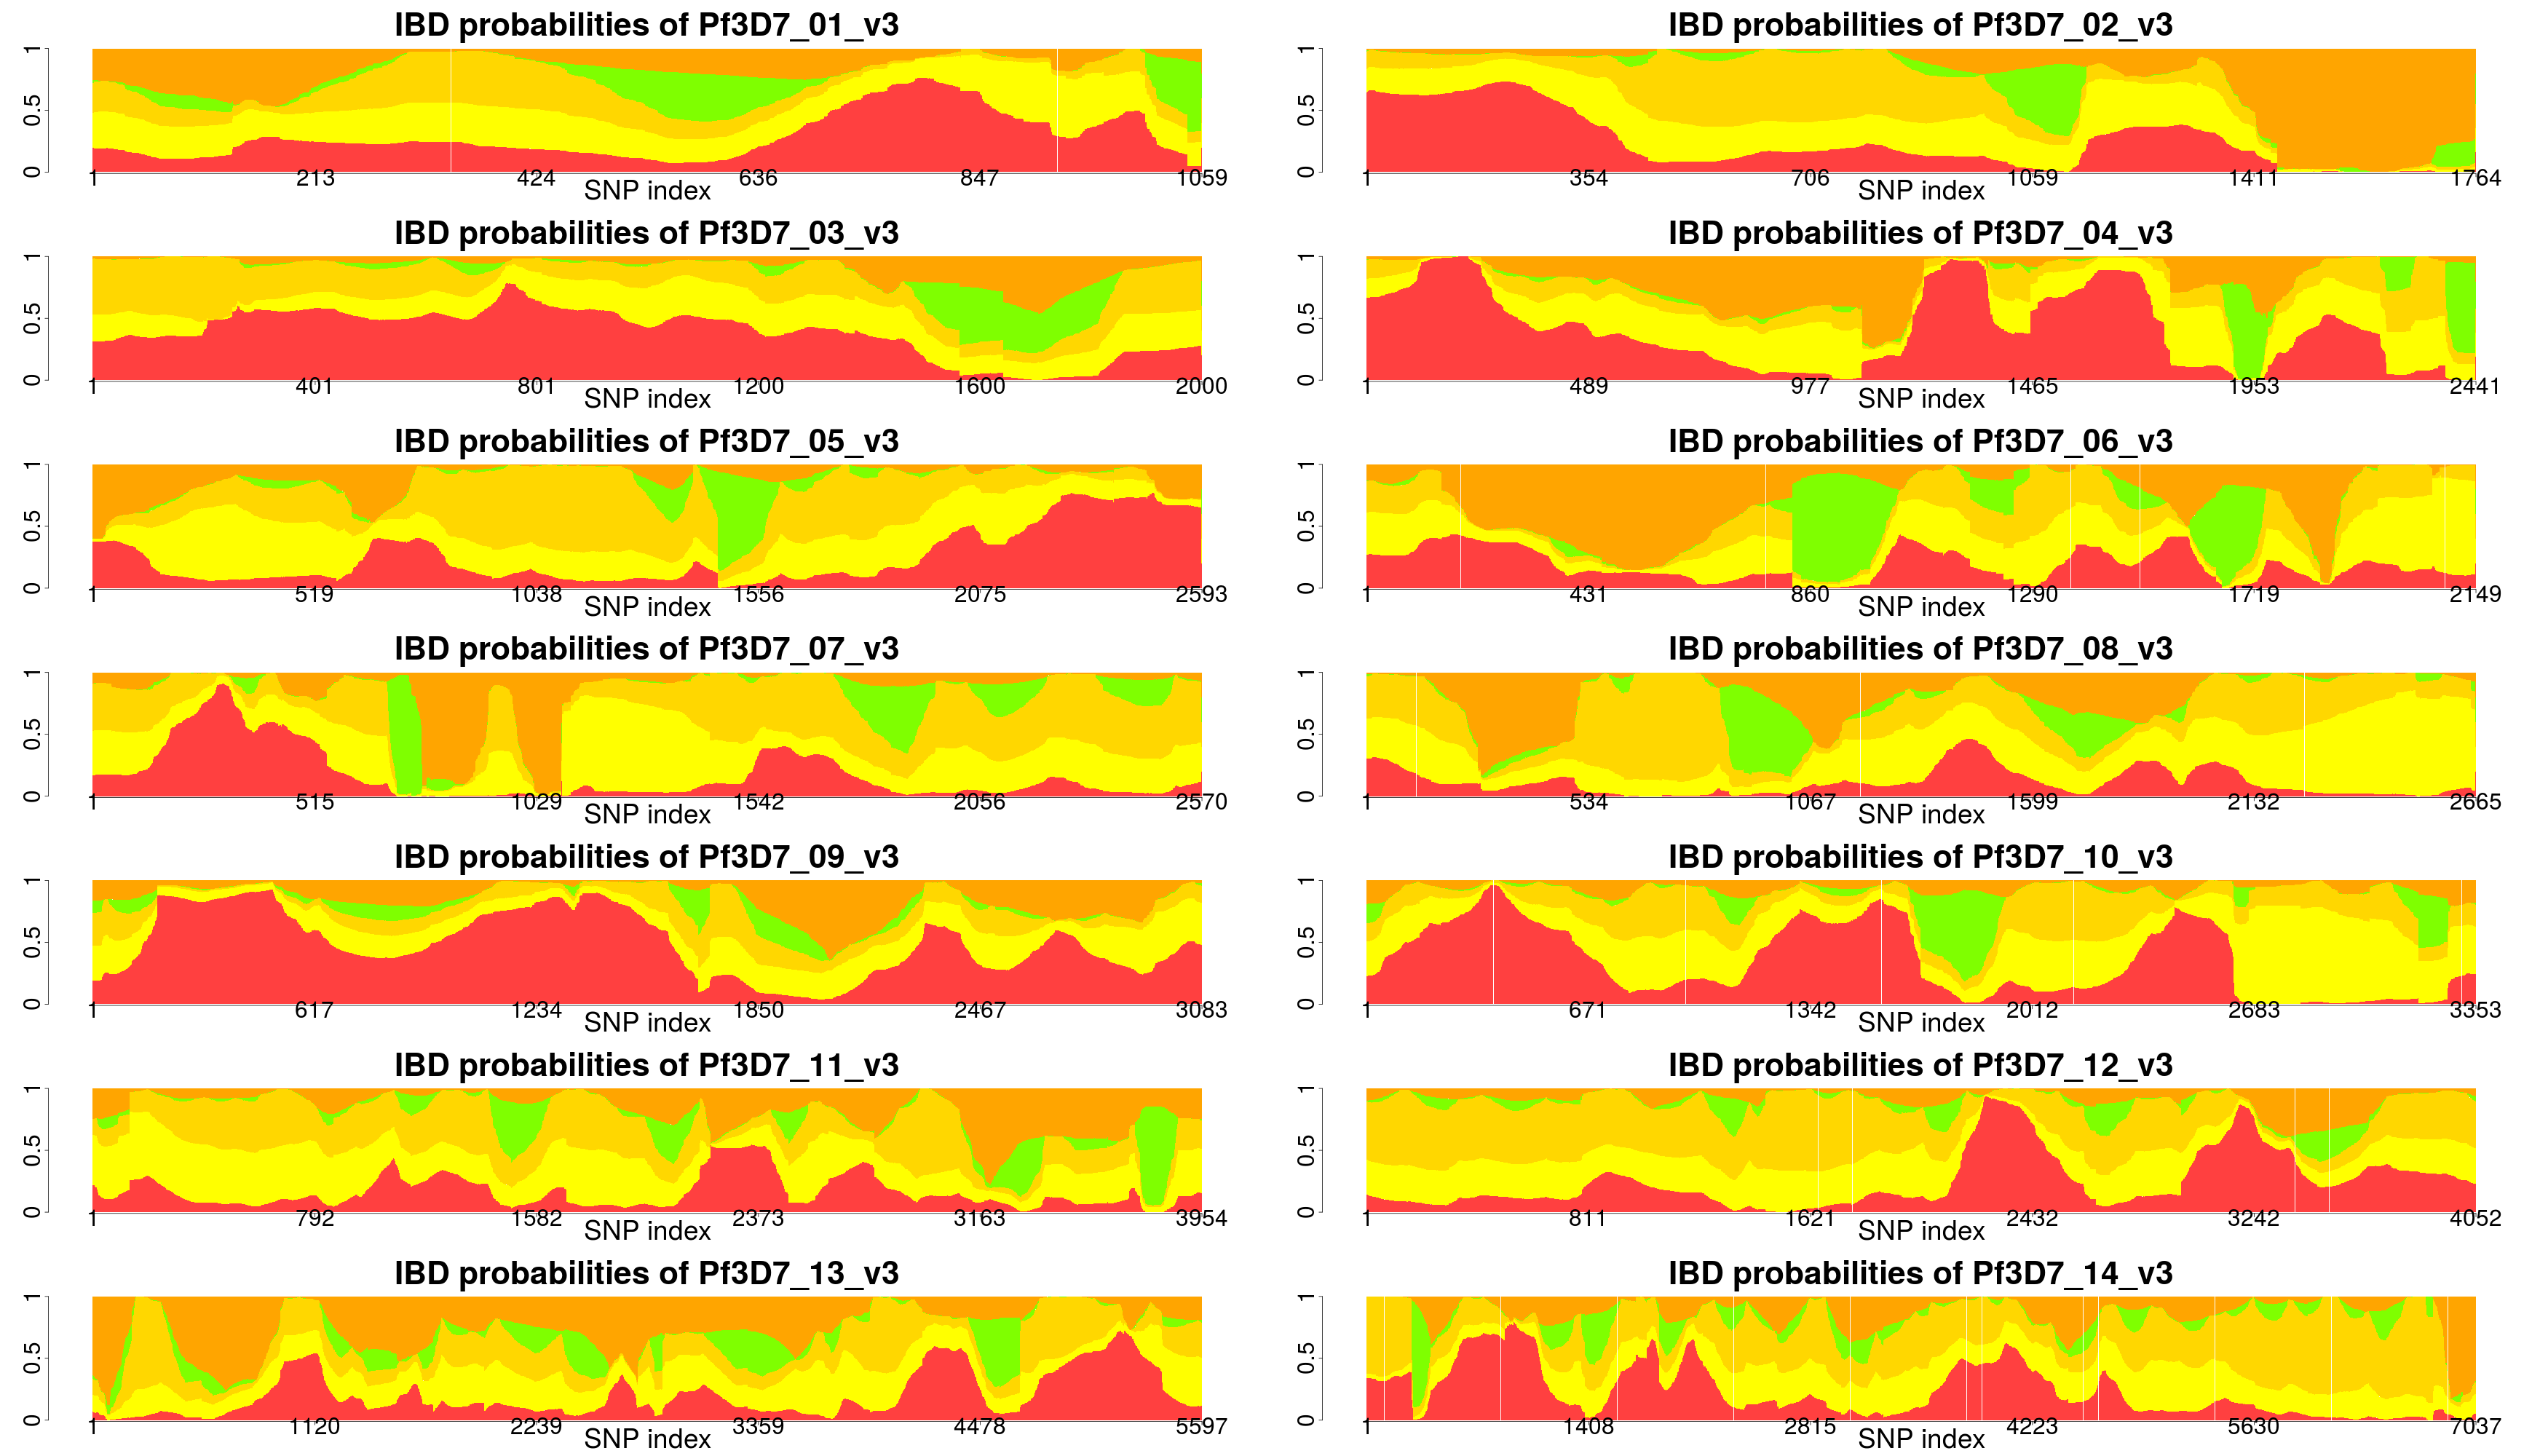 IBD probabilities of Pf3D7_01_v3
0 0.5 1
1 213 424 636 847 1059
SNP index
IBD probabilities of Pf3D7_02_v3
0 0.5 1
1 354 706 1059 1411 1764
SNP index
IBD probabilities of Pf3D7_03_v3
0 0.5 1
1 401 801 1200 1600 2000
SNP index
IBD probabilities of Pf3D7_04_v3
0 0.5 1
1 489 977 1465 1953 2441
SNP index
IBD probabilities of Pf3D7_05_v3
0 0.5 1
1 519 1038 1556 2075 2593
SNP index
IBD probabilities of Pf3D7_06_v3
0 0.5 1
1 431 860 1290 1719 2149
SNP index
IBD probabilities of Pf3D7_07_v3
0 0.5 1
1 515 1029 1542 2056 2570
SNP index
IBD probabilities of Pf3D7_08_v3
0 0.5 1
1 534 1067 1599 2132 2665
SNP index
IBD probabilities of Pf3D7_09_v3
0 0.5 1
1 617 1234 1850 2467 3083
SNP index
IBD probabilities of Pf3D7_10_v3
0 0.5 1
1 671 1342 2012 2683 3353
SNP index
IBD probabilities of Pf3D7_11_v3
0 0.5 1
1 792 1582 2373 3163 3954
SNP index
IBD probabilities of Pf3D7_12_v3
0 0.5 1
1 811 1621 2432 3242 4052
SNP index
IBD probabilities of Pf3D7_13_v3
0 0.5 1
1 1120 2239 3359 4478 5597
SNP index
IBD probabilities of Pf3D7_14_v3
0 0.5 1
1 1408 2815 4223 5630 7037
SNP index